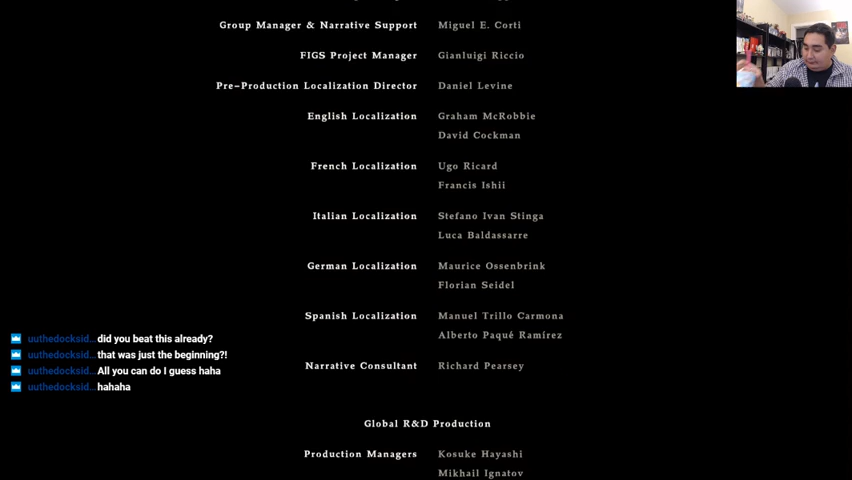 Group Manager & Narrative Support Miguel E. Corti
FIGS Project Manager Gianluigi Riccio
Pre-Production Localization Director Daniel Levine
English Localization Graham McRobbie
David Cockman
French Localization Ugo Ricard
Francis Ishii
Italian Localization Stefano Ivan Stinga
Luca Baldassarre
German Localization Maurice Ossenbrink
Florian Seidel
Spanish Localization Manuel Trillo Carmona
Alberto Paqué Ramírez
Narrative Consultant Richard Pearsey
Global R&D Production
Production Managers Kosuke Hayashi
Mikhail Ignatov
uuthedocksid... did you beat this already?
uuthedocksid... that was just the beginning?!
uuthedocksid... All you can do I guess haha
uuthedocksid... hahaha